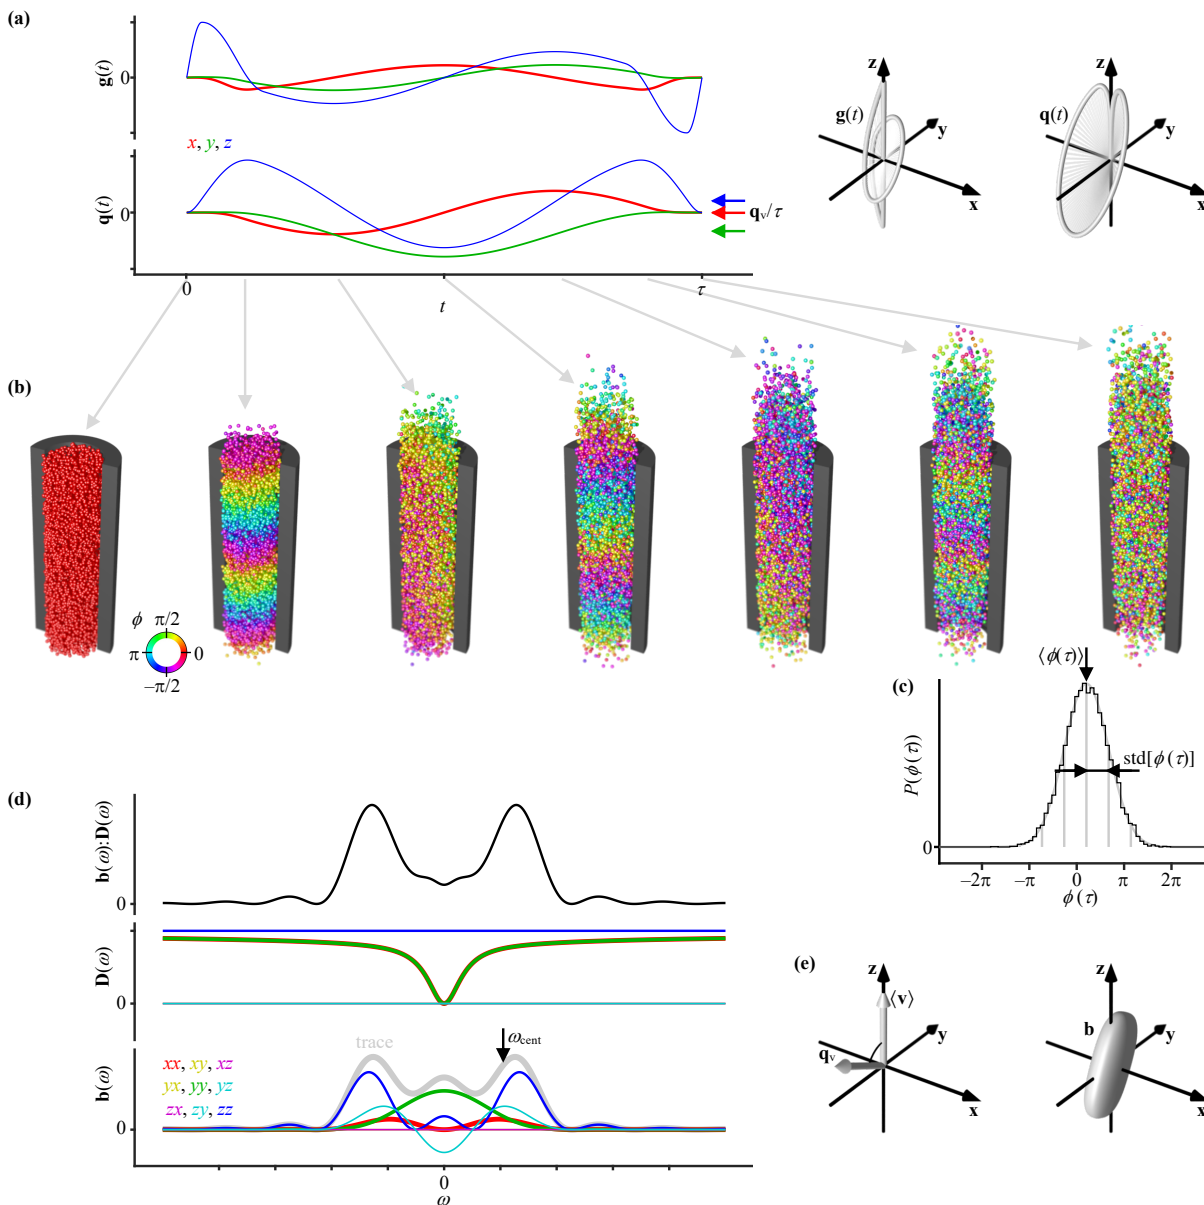 (a)
g(t)
0
x, y, z
q(t)
0
q_v/τ
0
t
τ
z
g(t)
y
x
z
q(t)
y
x
(b)
ϕ π/2
π
0
−π/2
(c)
⟨ϕ(τ)⟩
std[ϕ(τ)]
P(ϕ(τ))
0
−2π −π 0 π 2π
ϕ(τ)
(d)
b(ω):D(ω)
0
D(ω)
0
b(ω)
trace
ω_cent
xx, xy, xz
yx, yy, yz
zx, zy, zz
0
0
ω
(e)
z
⟨v⟩
y
q_v
x
z
b
y
x